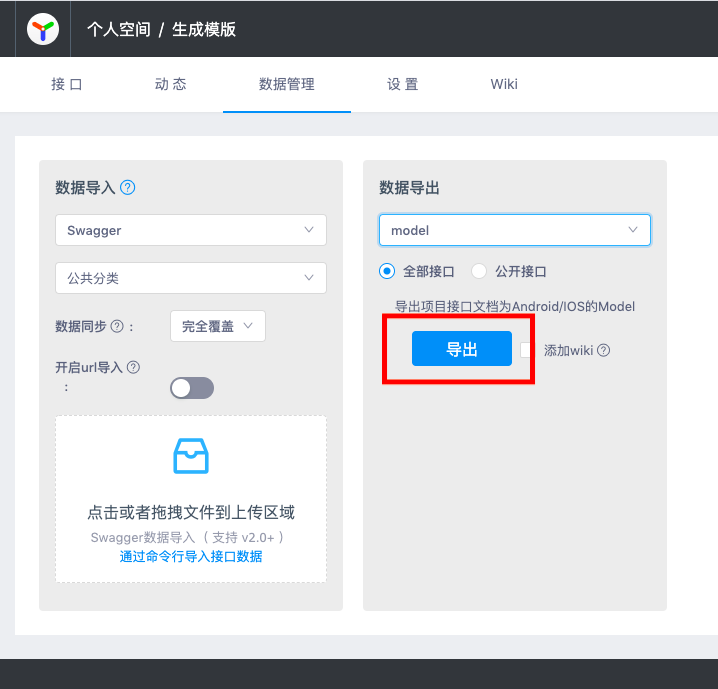 个人空间 / 生成模版
接 口 动 态 数据管理 设 置 Wiki
数据导入 ?
Swagger
公共分类
数据同步 ? : 完全覆盖
开启url导入 ?
:
点击或者拖拽文件到上传区域
Swagger数据导入（ 支持 v2.0+ ）
通过命令行导入接口数据
数据导出
model
全部接口 公开接口
导出项目接口文档为Android/IOS的Model
导出 添加wiki ?